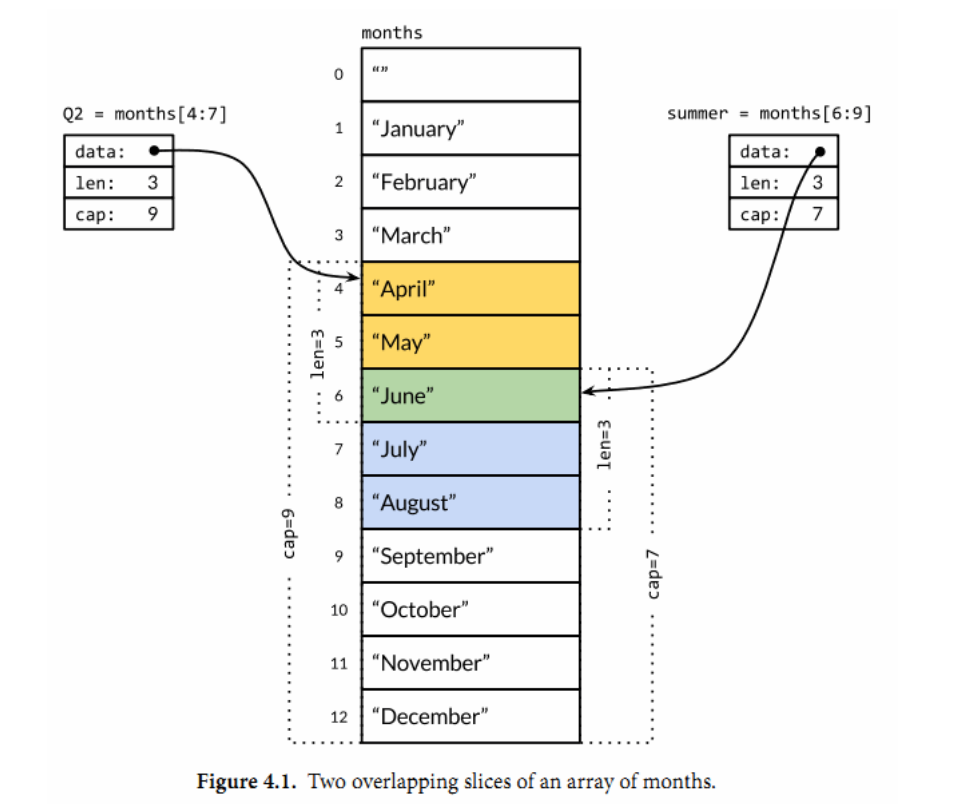 months
0 “”
Q2 = months[4:7]
data:
len: 3
cap: 9
summer = months[6:9]
data:
len: 3
cap: 7
1 “January”
2 “February”
3 “March”
4 “April”
5 “May”
6 “June”
7 “July”
8 “August”
9 “September”
10 “October”
11 “November”
12 “December”
len=3
cap=9
len=3
cap=7
Figure 4.1. Two overlapping slices of an array of months.